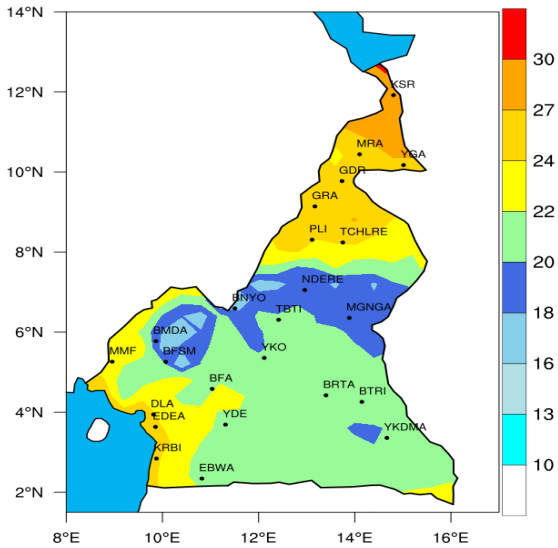 14°N
12°N
10°N
8°N
6°N
4°N
2°N
8°E
10°E
12°E
14°E
16°E
KSR
MRA
YGA
GDR
GRA
PLI
TCHLRE
NDERE
BNYO
TBTI
MGNGA
BMDA
MMF
BFSM
YKO
BFA
BRTA
BTRI
DLA
EDEA
YDE
YKDMA
KRBI
EBWA
30
27
24
22
20
18
16
13
10